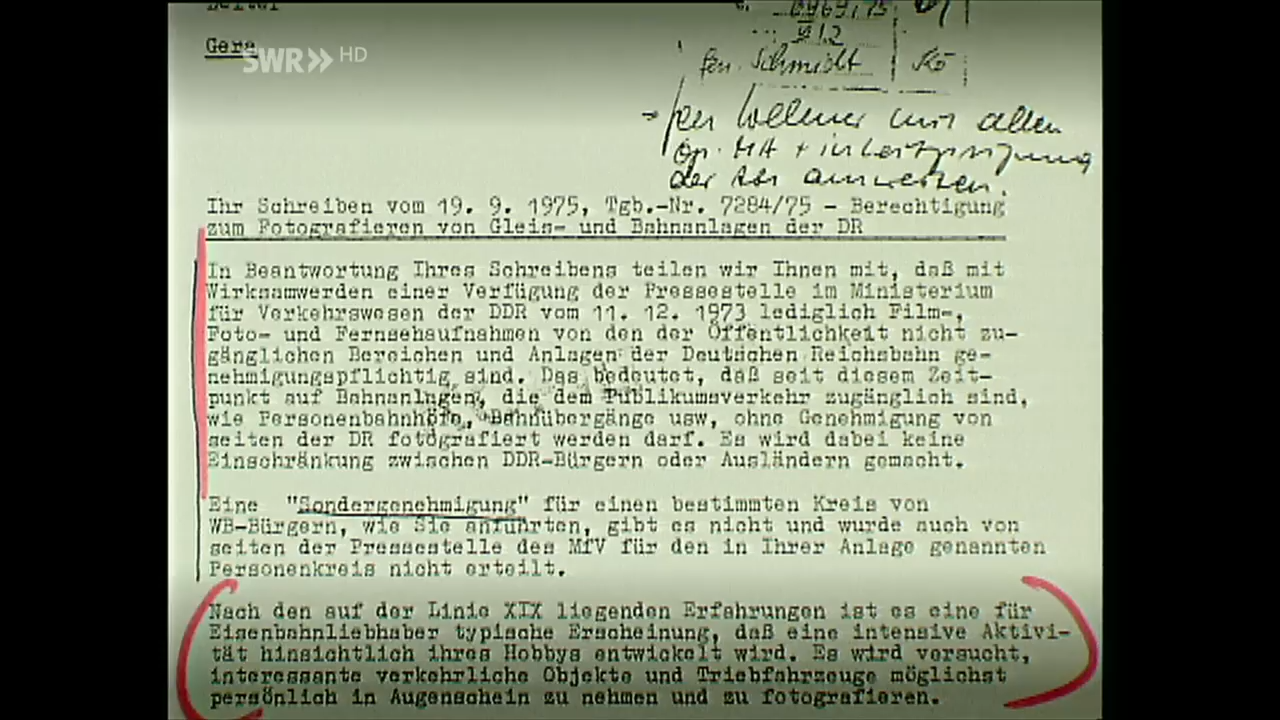 Leiter
Gera
SWR>> HD
6969/75
Gen. Schmidt
Ihr Schreiben vom 19. 9. 1975, Tgb.-Nr. 7284/75 - Berechtigung
zum Fotografieren von Gleis- und Bahnanlagen der DR
In Beantwortung Ihres Schreibens teilen wir Ihnen mit, daß mit
Wirksamwerden einer Verfügung der Pressestelle im Ministerium
für Verkehrswesen der DDR vom 11. 12. 1973 lediglich Film-,
Foto- und Fernsehaufnahmen von den der Öffentlichkeit nicht zu-
gänglichen Bereichen und Anlagen der Deutschen Reichsbahn ge-
nehmigungspflichtig sind. Das bedeutet, daß seit diesem Zeit-
punkt auf Bahnanlagen, die dem Publikumsverkehr zugänglich sind,
wie Personenbahnhöfe, Bahnübergänge usw, ohne Genehmigung von
seiten der DR fotografiert werden darf. Es wird dabei keine
Einschränkung zwischen DDR-Bürgern oder Ausländern gemacht.
Eine "Sondergenehmigung" für einen bestimmten Kreis von
WB-Bürgern, wie Sie anführten, gibt es nicht und wurde auch von
seiten der Pressestelle des MfV für den in Ihrer Anlage genannten
Personenkreis nicht erteilt.
Nach den auf der Linie XIX liegenden Erfahrungen ist es eine für
Eisenbahnliebhaber typische Erscheinung, daß eine intensive Aktivi-
tät hinsichtlich ihres Hobbys entwickelt wird. Es wird versucht,
interessante verkehrliche Objekte und Triebfahrzeuge möglichst
persönlich in Augenschein zu nehmen und zu fotografieren.